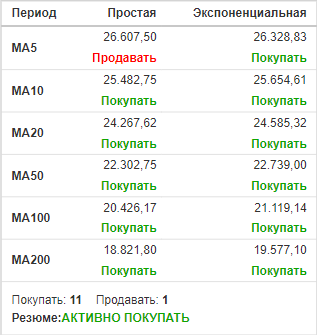 Период Простая Экспоненциальная
MA5 26.607,50 26.328,83
Продавать Покупать
MA10 25.482,75 25.654,61
Покупать Покупать
MA20 24.267,62 24.585,32
Покупать Покупать
MA50 22.302,75 22.739,00
Покупать Покупать
MA100 20.426,17 21.119,14
Покупать Покупать
MA200 18.821,80 19.577,10
Покупать Покупать
Покупать: 11 Продавать: 1
Резюме:АКТИВНО ПОКУПАТЬ